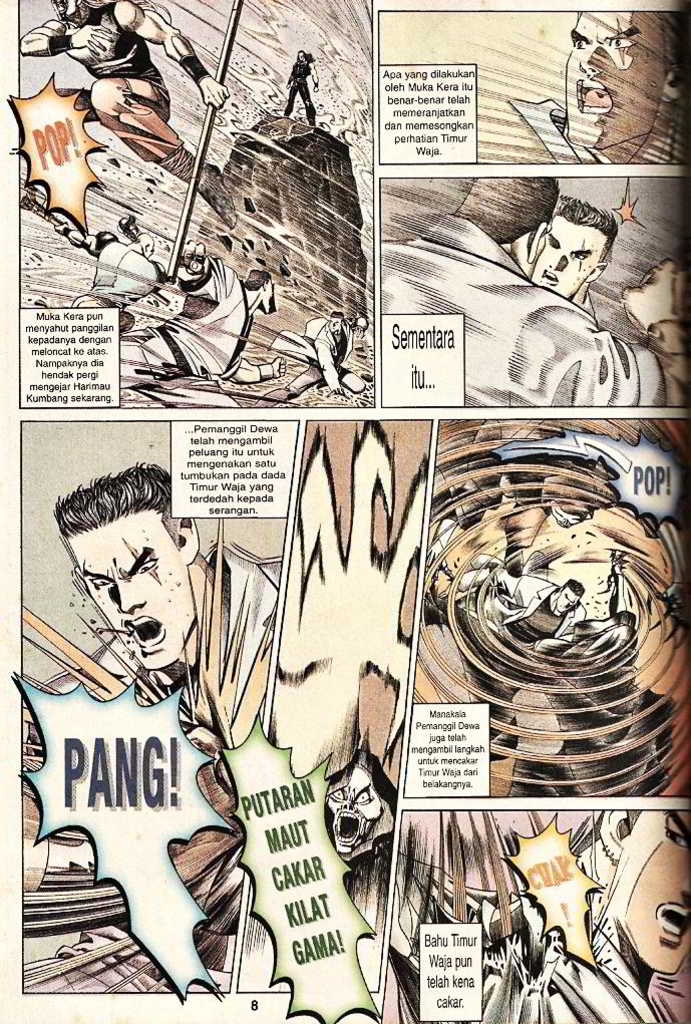 POP!
Muka Kera pun
menyahut panggilan
kepadanya dengan
meloncat ke atas.
Nampaknya dia
hendak pergi
mengejar Harimau
Kumbang sekarang.
Apa yang dilakukan
oleh Muka Kera itu
benar-benar telah
memeranjatkan
dan memesongkan
perhatian Timur
Waja.
Sementara
itu...
...Pemanggil Dewa
telah mengambil
peluang itu untuk
mengenakan satu
tumbukan pada dada
Timur Waja yang
terdedah kepada
serangan.
PANG!
PUTARAN
MAUT
CAKAR
KILAT
GAMA!
POP!
Manakala
Pemanggil Dewa
juga telah
mengambil langkah
untuk mencakar
Timur Waja dari
belakangnya.
Bahu Timur
Waja pun
telah kena
cakar.
!
8